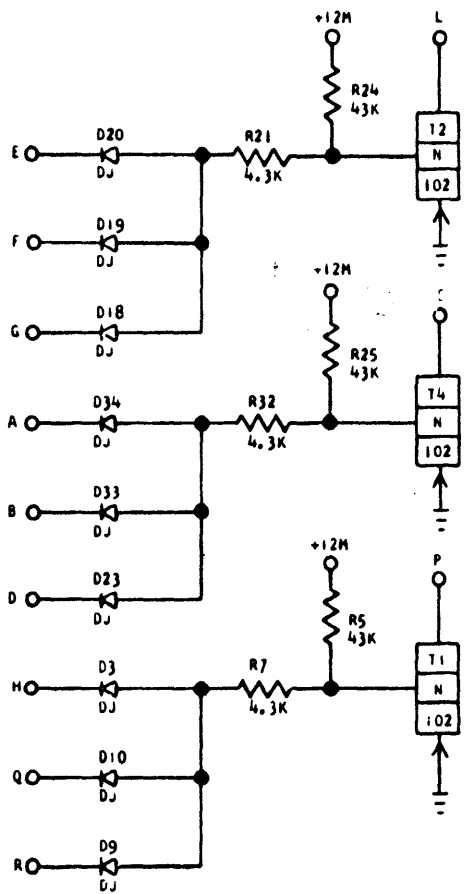 +12M
L
R24
43K
D20
R21
T2
E
N
DJ
4.3K
102
D19
F
DJ
+12M
D18
G
DJ
R25
43K
D34
R32
T4
A
N
DJ
4.3K
102
D33
B
DJ
+12M
P
D23
D
DJ
R5
43K
D3
R7
T1
H
N
DJ
4.3K
102
D10
Q
DJ
D9
R
DJ